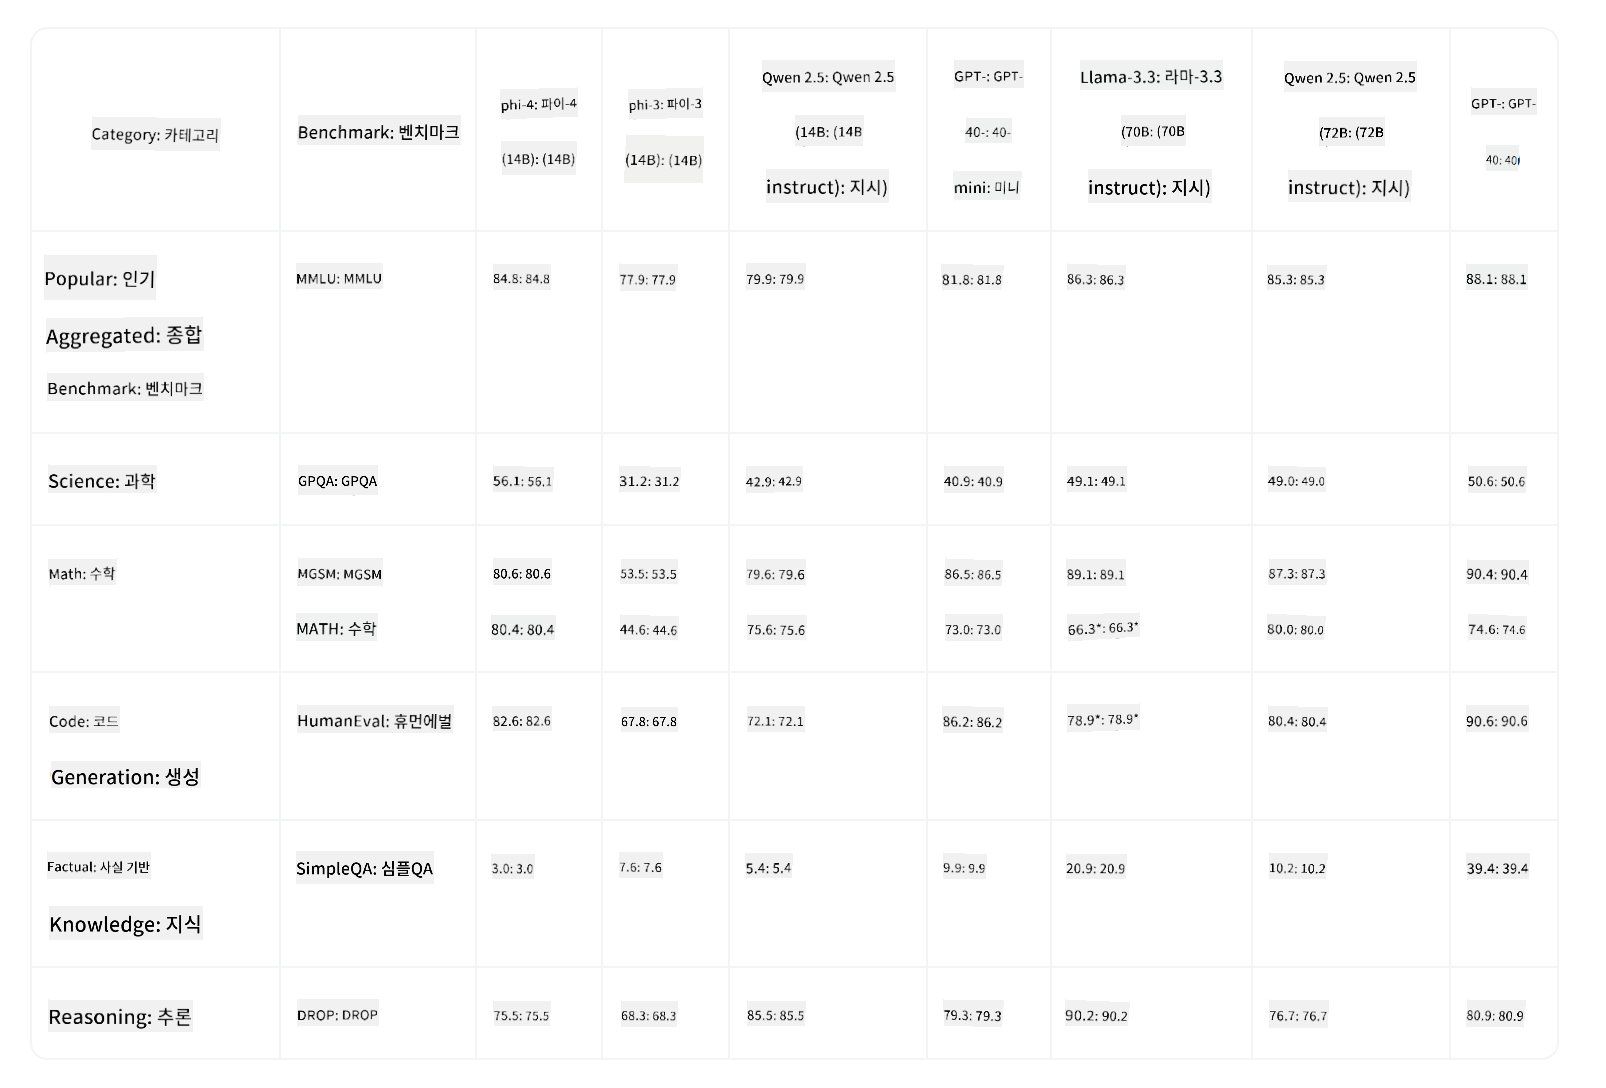 Category: 카테고리
Benchmark: 벤치마크
phi-4: 파이-4
(14B): (14B)
phi-3: 파이-3
(14B): (14B)
Qwen 2.5: Qwen 2.5
(14B: (14B
instruct): 지시)
GPT-: GPT-
40-: 40-
mini: 미니
Llama-3.3: 라마-3.3
(70B: (70B
instruct): 지시)
Qwen 2.5: Qwen 2.5
(72B: (72B
instruct): 지시)
GPT-: GPT-
40: 40
Popular: 인기
Aggregated: 종합
Benchmark: 벤치마크
MMLU: MMLU
84.8: 84.8
77.9: 77.9
79.9: 79.9
81.8: 81.8
86.3: 86.3
85.3: 85.3
88.1: 88.1
Science: 과학
GPQA: GPQA
56.1: 56.1
31.2: 31.2
42.9: 42.9
40.9: 40.9
49.1: 49.1
49.0: 49.0
50.6: 50.6
Math: 수학
MGSM: MGSM
80.6: 80.6
53.5: 53.5
79.6: 79.6
86.5: 86.5
89.1: 89.1
87.3: 87.3
90.4: 90.4
MATH: 수학
80.4: 80.4
44.6: 44.6
75.6: 75.6
73.0: 73.0
66.3*: 66.3*
80.0: 80.0
74.6: 74.6
Code: 코드
Generation: 생성
HumanEval: 휴먼에벌
82.6: 82.6
67.8: 67.8
72.1: 72.1
86.2: 86.2
78.9*: 78.9*
80.4: 80.4
90.6: 90.6
Factual: 사실 기반
Knowledge: 지식
SimpleQA: 심플QA
3.0: 3.0
7.6: 7.6
5.4: 5.4
9.9: 9.9
20.9: 20.9
10.2: 10.2
39.4: 39.4
Reasoning: 추론
DROP: DROP
75.5: 75.5
68.3: 68.3
85.5: 85.5
79.3: 79.3
90.2: 90.2
76.7: 76.7
80.9: 80.9